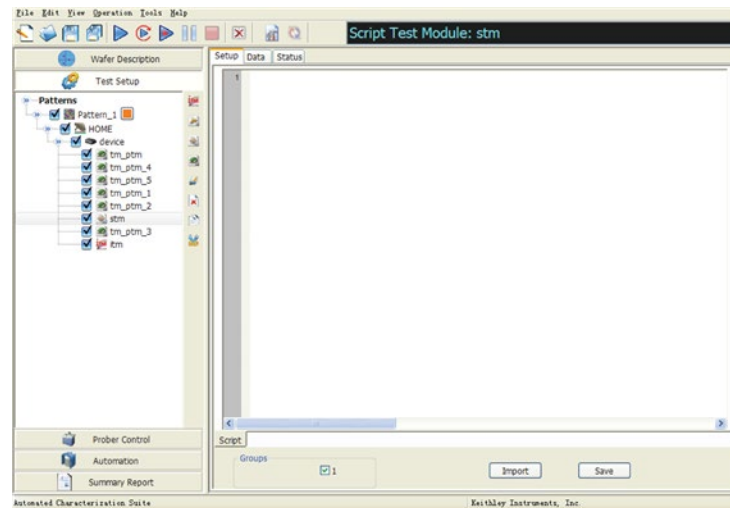 File Edit View Operation Tools Help
Script Test Module: stm
Wafer Description
Test Setup
Patterns
Pattern_1
HOME
device
tm_ptm
tm_ptm_4
tm_ptm_5
tm_ptm_1
tm_ptm_2
stm
tm_ptm_3
itm
Prober Control
Automation
Summary Report
Setup Data Status
1
Script
Groups
1
Import Save
Automated Characterization Suite Keithley Instruments, Inc.